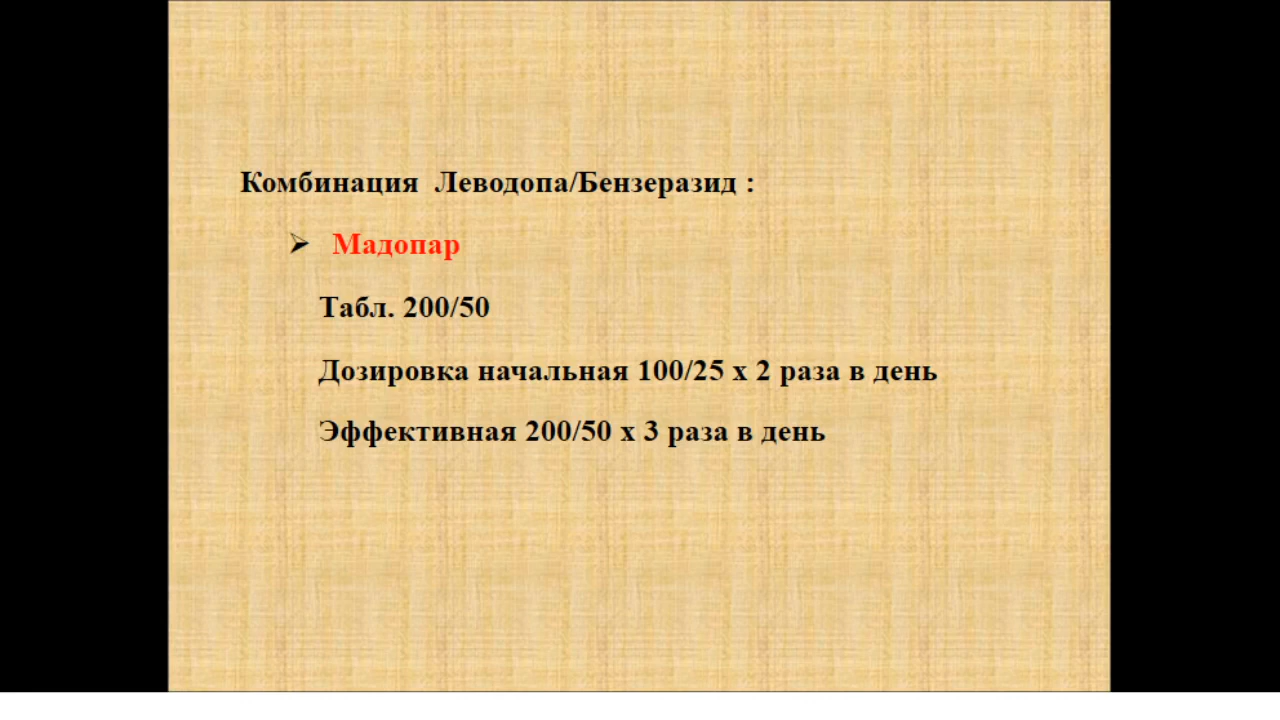 Комбинация Леводопа/Бензеразид :
➢ Мадопар
Табл. 200/50
Дозировка начальная 100/25 х 2 раза в день
Эффективная 200/50 х 3 раза в день